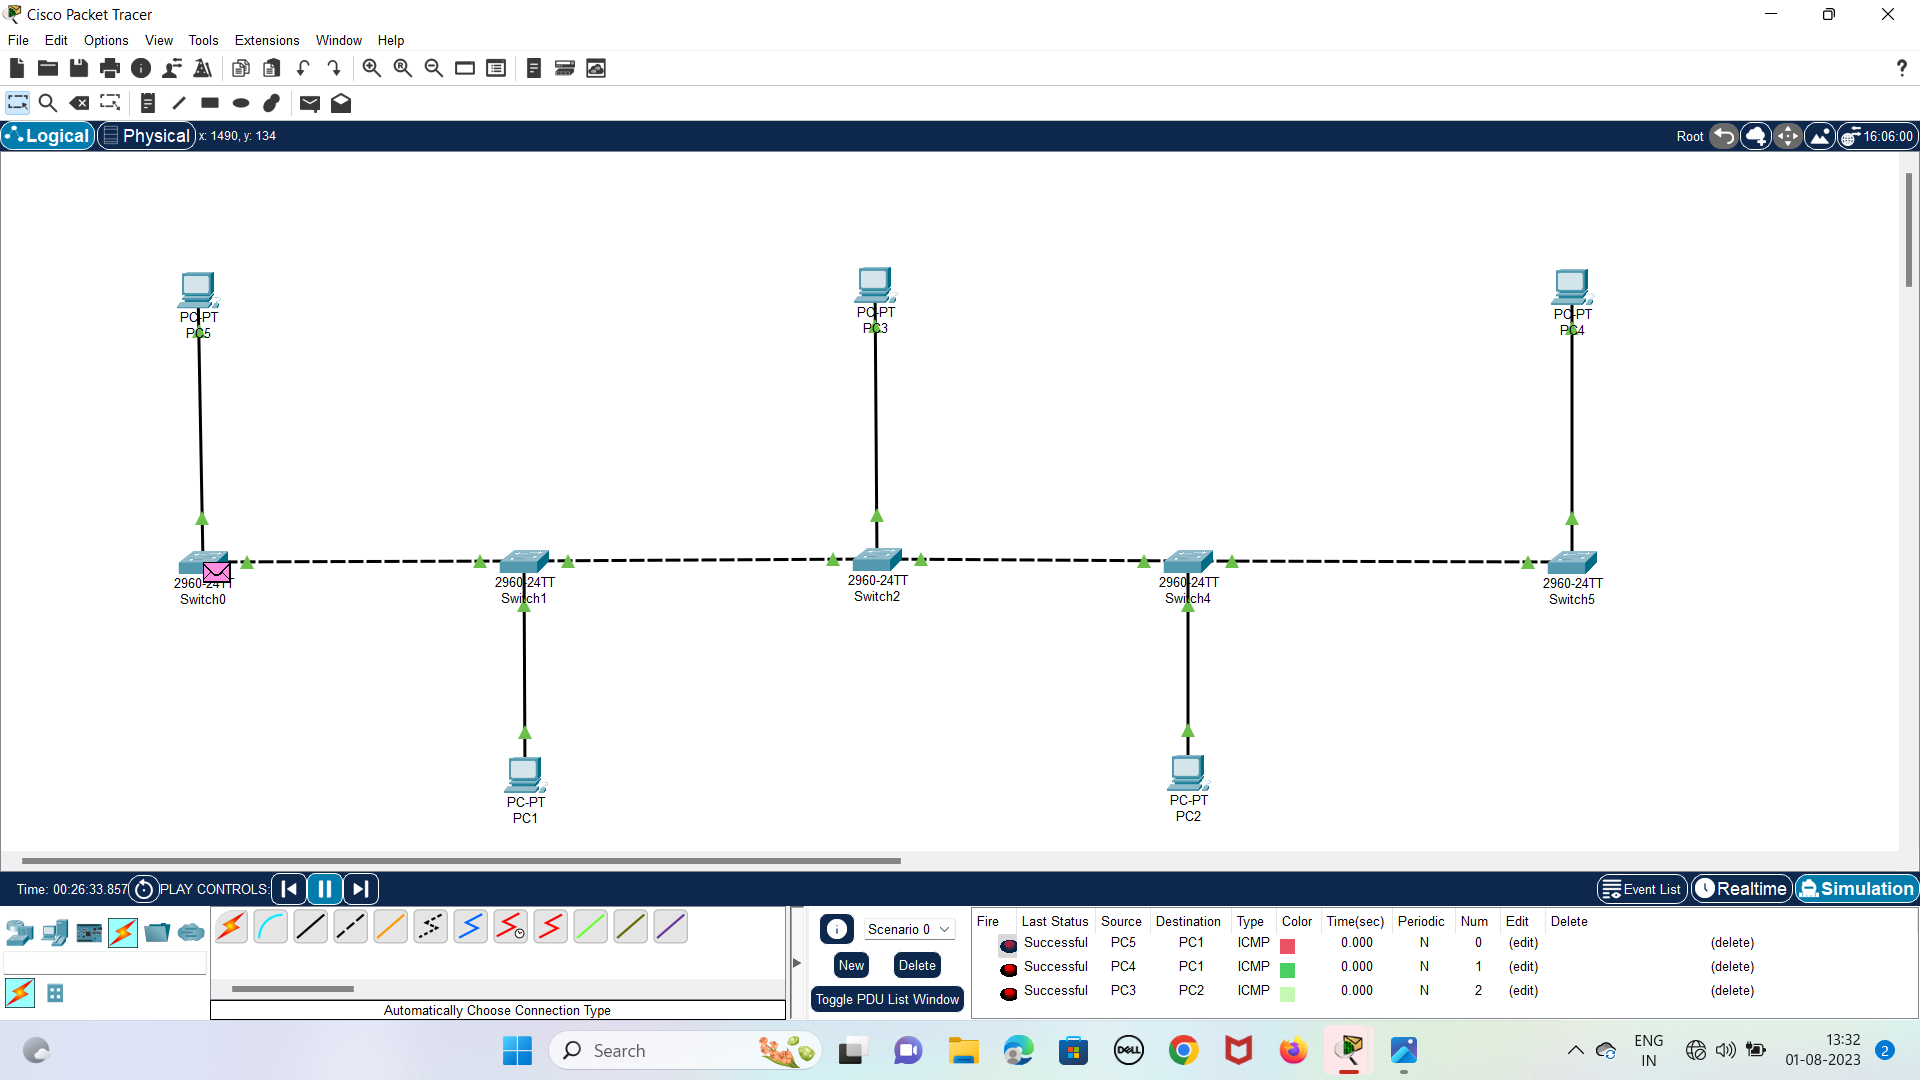 Cisco Packet Tracer
File Edit Options View Tools Extensions Window Help
?
Logical Physical x: 1490, y: 134 Root 16:06:00
PC-PT
PC5
PC-PT
PC3
PC-PT
PC4
2960-24TT
Switch0
2960-24TT
Switch1
2960-24TT
Switch2
2960-24TT
Switch4
2960-24TT
Switch5
PC-PT
PC1
PC-PT
PC2
Time: 00:26:33.857 PLAY CONTROLS: Event List Realtime Simulation
Scenario 0
New Delete
Toggle PDU List Window
Automatically Choose Connection Type
Fire Last Status Source Destination Type Color Time(sec) Periodic Num Edit Delete
Successful PC5 PC1 ICMP 0.000 N 0 (edit) (delete)
Successful PC4 PC1 ICMP 0.000 N 1 (edit) (delete)
Successful PC3 PC2 ICMP 0.000 N 2 (edit) (delete)
Search
DELL
ENG
IN
13:32
01-08-2023
2